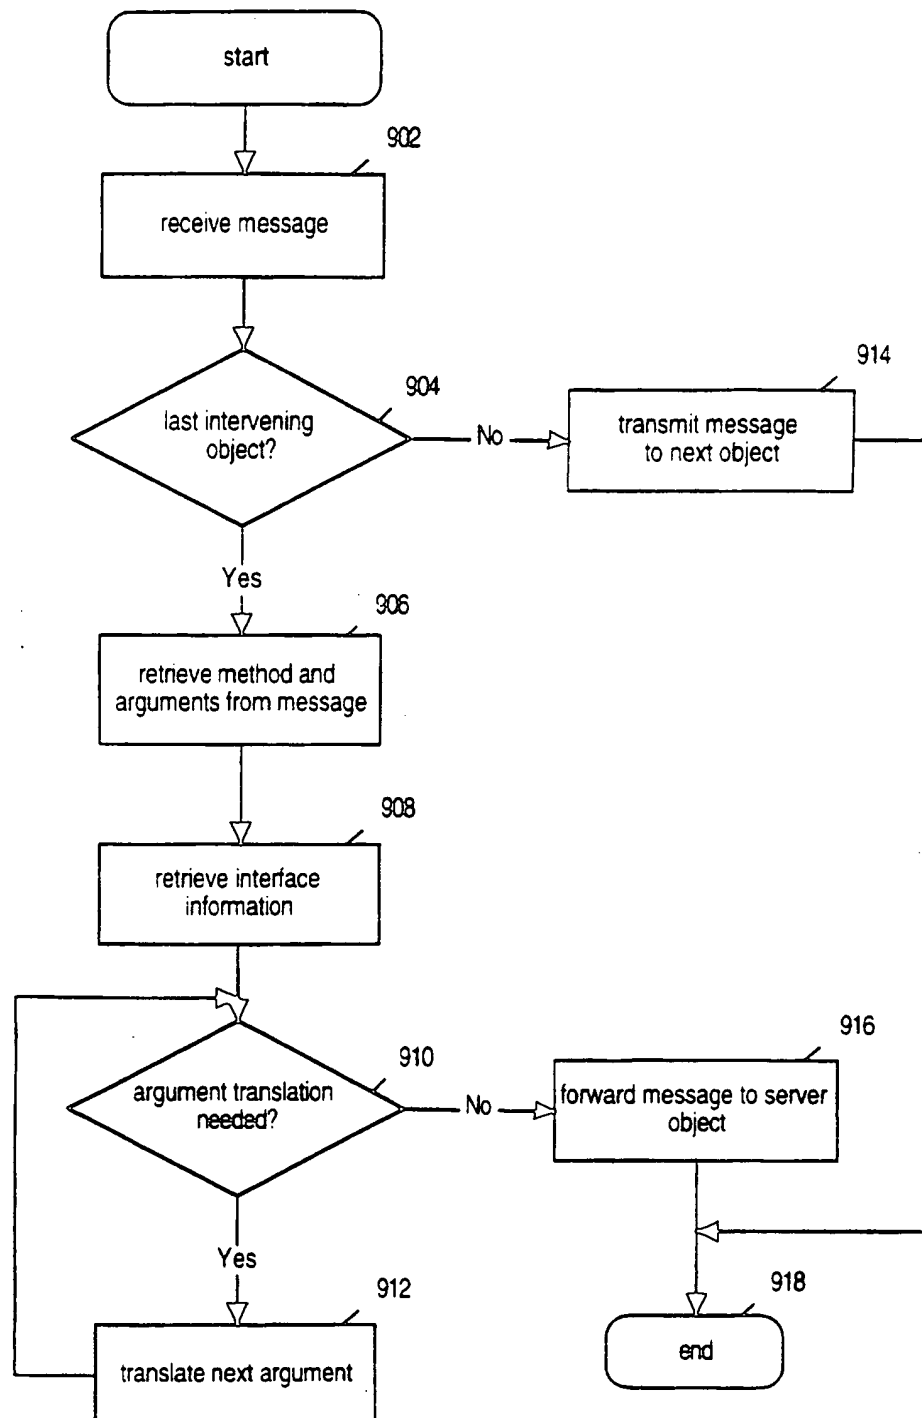 start
902
receive message
904
last intervening
object?
No
914
transmit message
to next object
Yes
906
retrieve method and
arguments from message
908
retrieve interface
information
910
argument translation
needed?
No
916
forward message to server
object
Yes
912
translate next argument
918
end